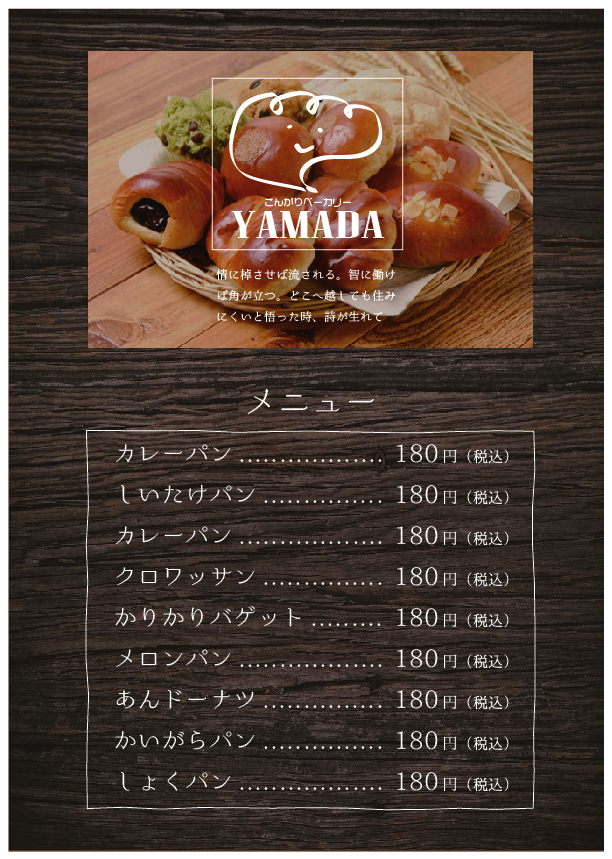 こんがりベーカリー
YAMADA
情に棹させば流される。智に働け
ば角が立つ。どこへ越しても住み
にくいと悟った時、詩が生れて
メニュー
カレーパン .................. 180円（税込）
しいたけパン ............... 180円（税込）
カレーパン .................. 180円（税込）
クロワッサン ............... 180円（税込）
かりかりバゲット ......... 180円（税込）
メロンパン .................. 180円（税込）
あんドーナツ ............... 180円（税込）
かいがらパン ............... 180円（税込）
しょくパン .................. 180円（税込）